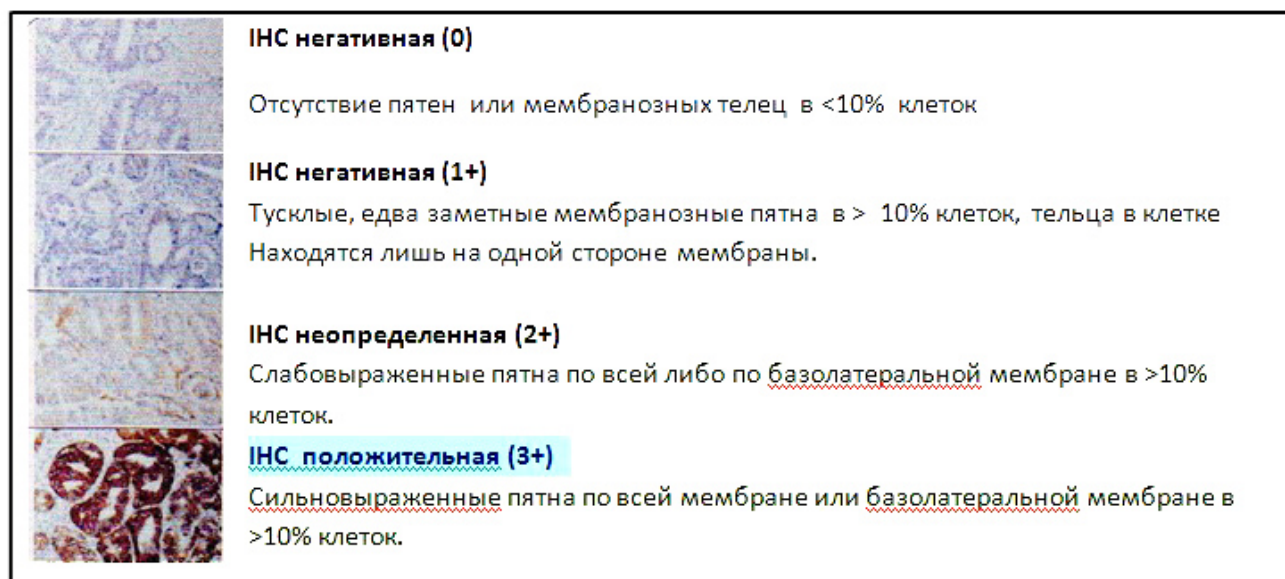 IHC негативная (0)
Отсутствие пятен или мембранозных телец в <10% клеток
IHC негативная (1+)
Тусклые, едва заметные мембранозные пятна в > 10% клеток, тельца в клетке
Находятся лишь на одной стороне мембраны.
IHC неопределенная (2+)
Слабовыраженные пятна по всей либо по базолатеральной мембране в >10%
клеток.
IHC положительная (3+)
Сильновыраженные пятна по всей мембране или базолатеральной мембране в
>10% клеток.